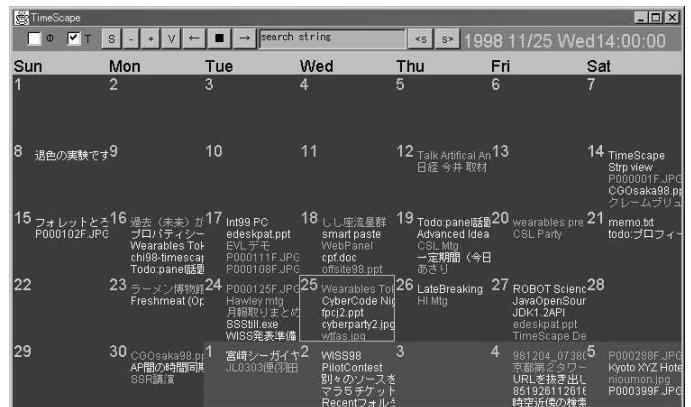 TimeScape
Φ T S - + V ← ■ → search string <s s> 1998 11/25 Wed14:00:00
Sun Mon Tue Wed Thu Fri Sat
1 2 3 4 5 6 7
8 退色の実験です 9 10 11 12 Talk Artifical An 13 14 TimeScape
日経 今井 取材 Strp view
P000001F.JPG
CGOsaka98.pp
クレームブリュ
15 フォレットとろ 16 過去（未来）が 17 Int99 PC 18 しし座流星群 19 Todo:panel話題 20 wearables pre 21 memo.txt
P000102F.JPG プロパティシー edeskpat.ppt smart paste Advanced Idea CSL Party todo:プロフィー
Wearables Tok EVLデモ WebPanel CSL Mtg
chi98-timescap P000111F.JPG cpf.doc 一定期間（今日
Todo:panel話題 P000108F.JPG offsite98.ppt あさり
22 23 ラーメン博物館 24 P000125F.JPG 25 Wearables Tol 26 LateBreaking 27 ROBOT Scienc 28
Freshmeat (Op Hawley mtg CyberCode Nig HI Mtg JavaOpenSour
月報取りまとめ fpcj2.ppt JDK1.2API
SSStill.exe cyberparty2.jpg edeskpat.ppt
WISS発表準備 wtfas.jpg TimeScape De
29 30 CGOsaka98.pp 1 宮崎シーガイヤ 2 WISS98 3 4 981204_0738( 5 P000288F.JPG
AP間の時間同期 JL0303便(羽田 PilotContest 京都第2タワー Kyoto XYZ Hote
SSR講演 別々のソースを URLを抜き出し nioumon.jpg
マラ5チケット 851926112616 P000399F.JPG
Recentフォルダ 時空近傍の検索